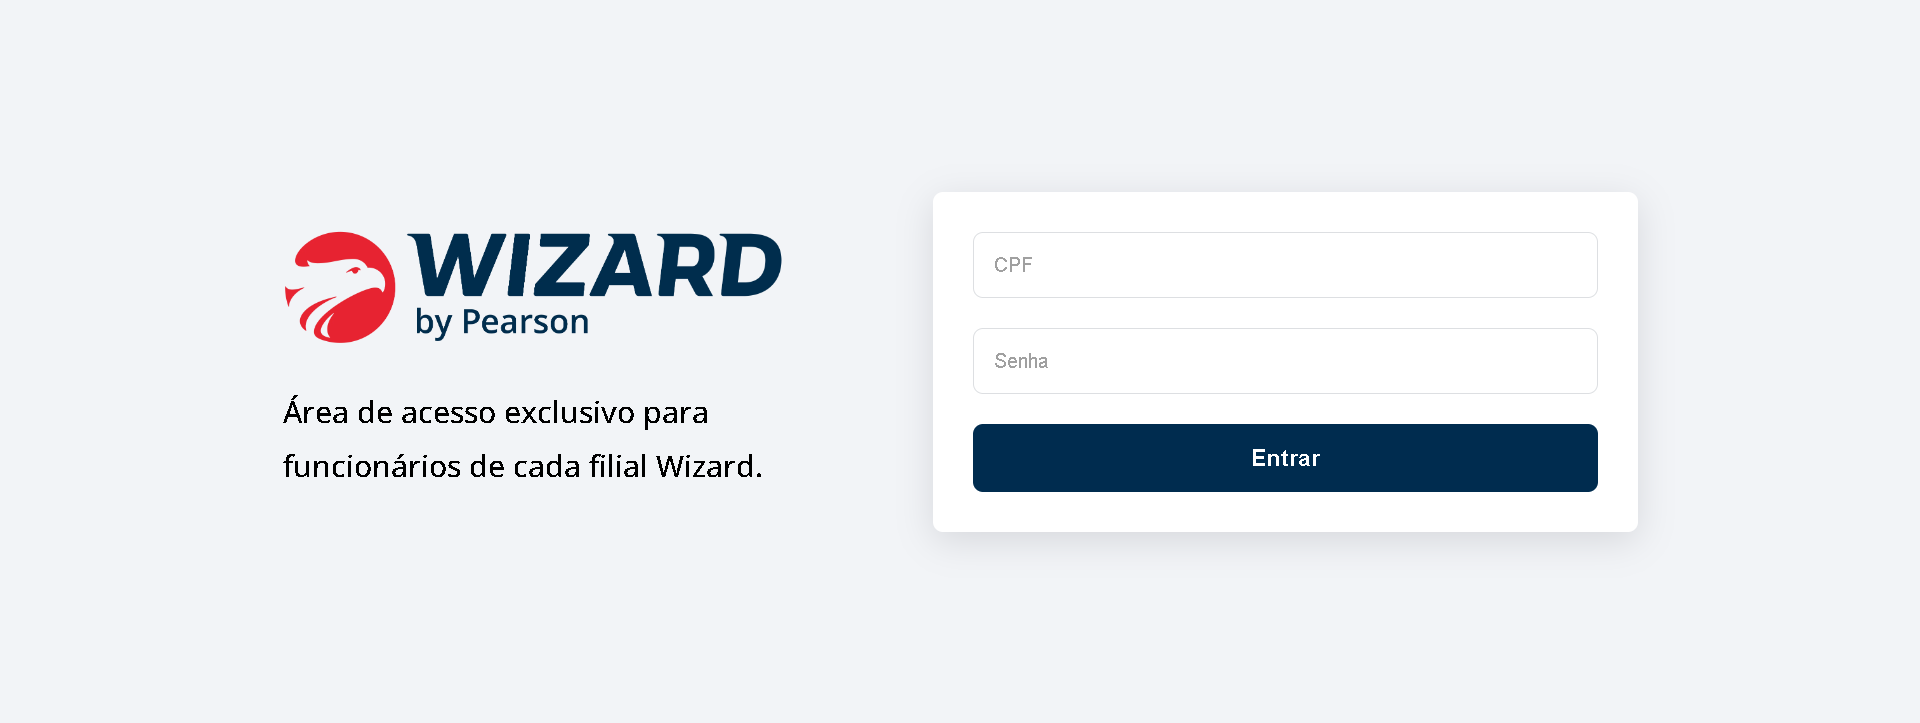 WIZARD
by Pearson
Área de acesso exclusivo para
funcionários de cada filial Wizard.
CPF
Senha
Entrar